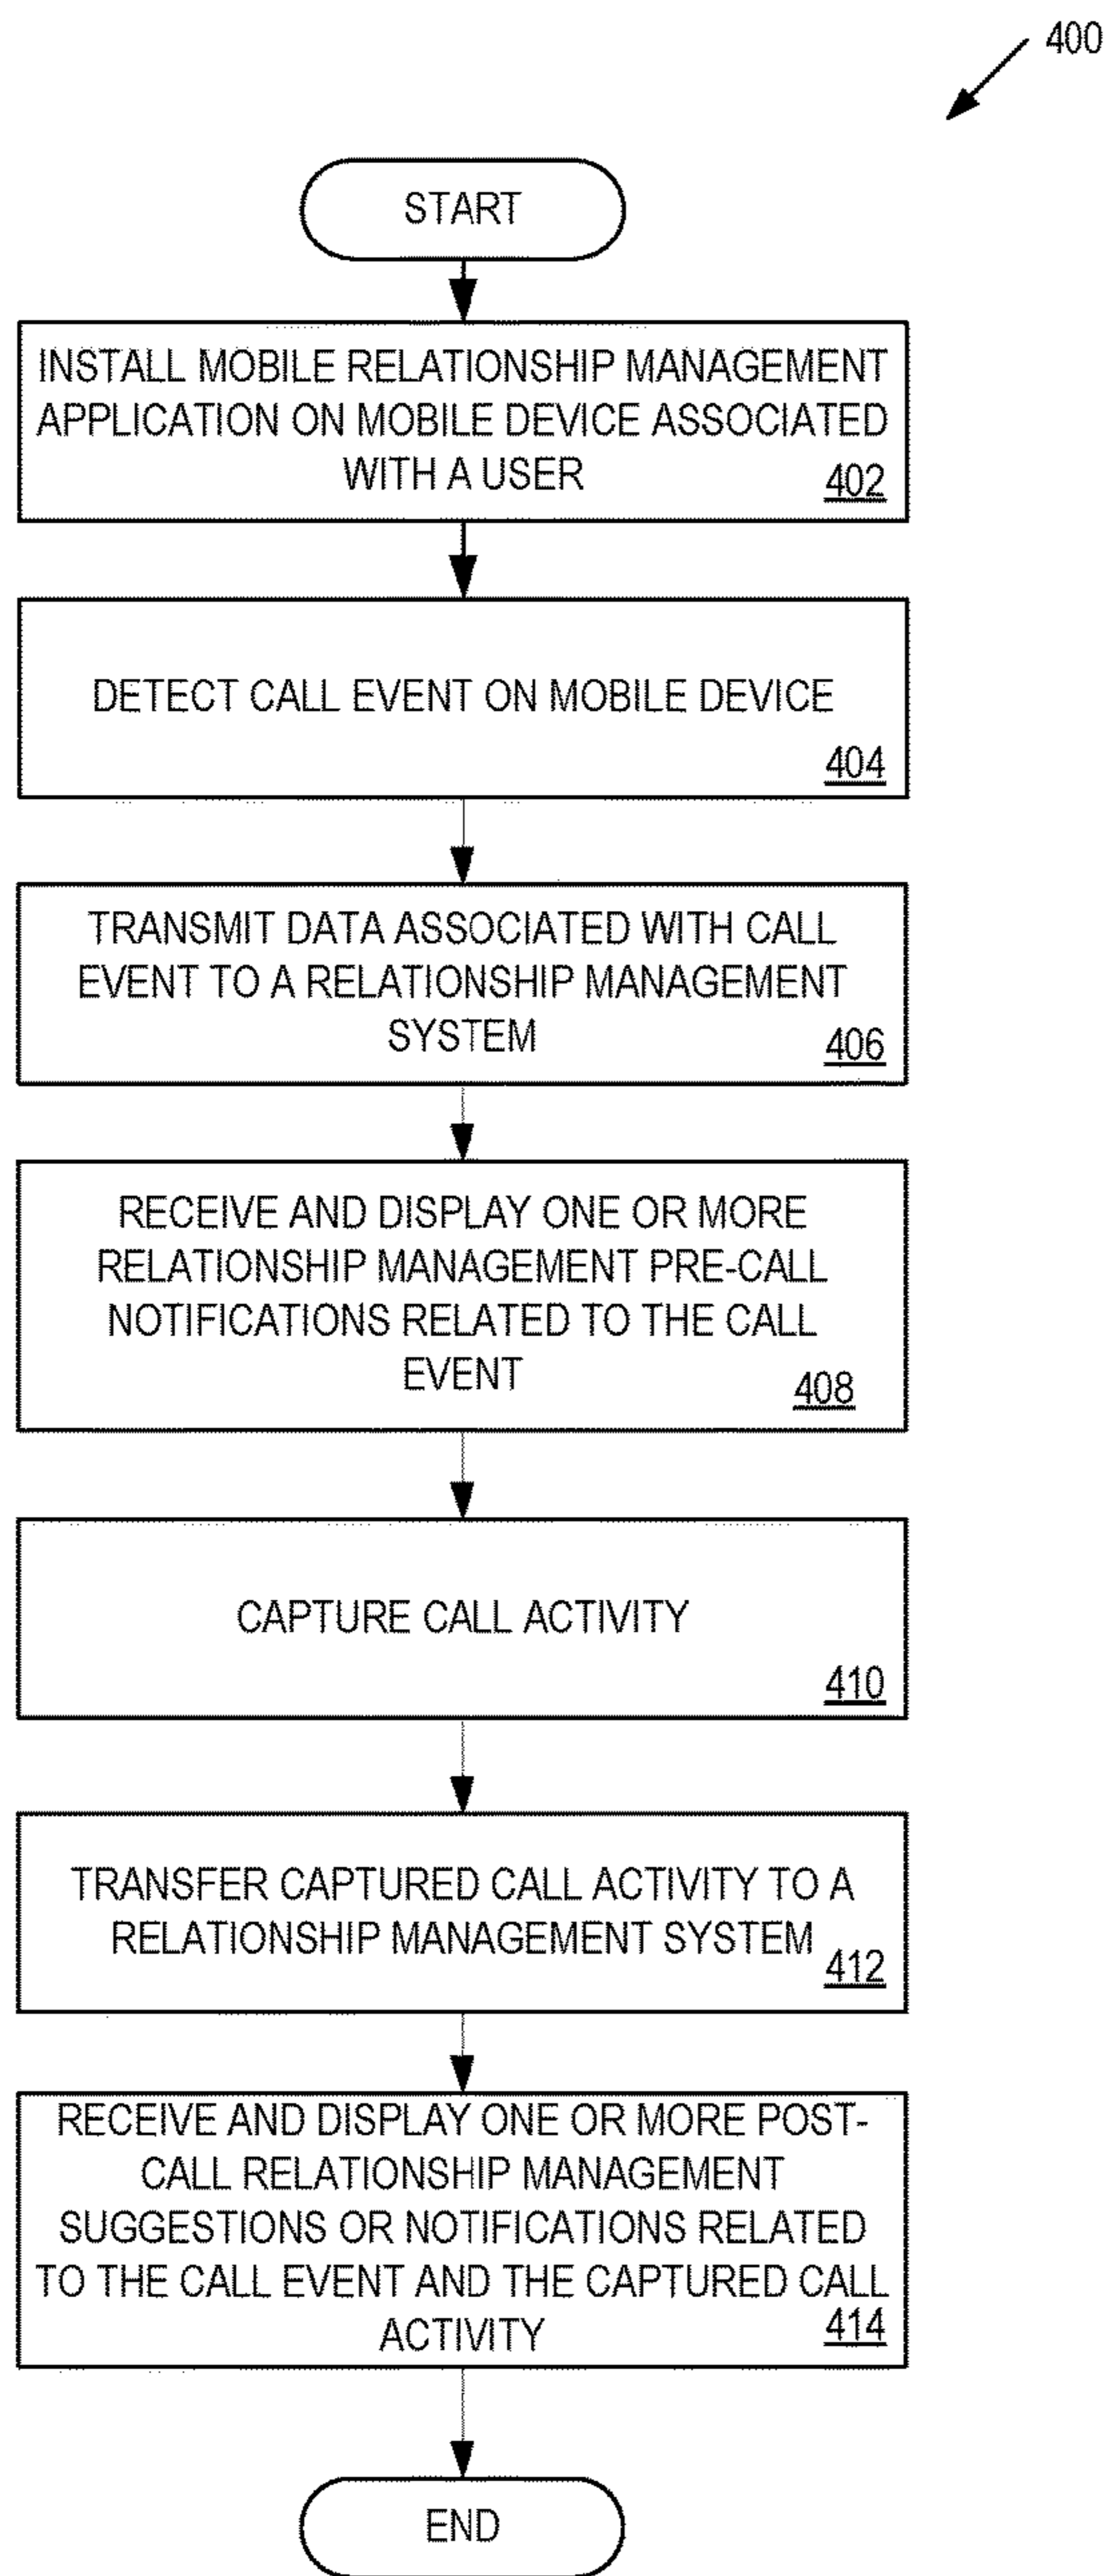 400
START
INSTALL MOBILE RELATIONSHIP MANAGEMENT
APPLICATION ON MOBILE DEVICE ASSOCIATED
WITH A USER
402
DETECT CALL EVENT ON MOBILE DEVICE
404
TRANSMIT DATA ASSOCIATED WITH CALL
EVENT TO A RELATIONSHIP MANAGEMENT
SYSTEM
406
RECEIVE AND DISPLAY ONE OR MORE
RELATIONSHIP MANAGEMENT PRE-CALL
NOTIFICATIONS RELATED TO THE CALL
EVENT
408
CAPTURE CALL ACTIVITY
410
TRANSFER CAPTURED CALL ACTIVITY TO A
RELATIONSHIP MANAGEMENT SYSTEM
412
RECEIVE AND DISPLAY ONE OR MORE POST-
CALL RELATIONSHIP MANAGEMENT
SUGGESTIONS OR NOTIFICATIONS RELATED
TO THE CALL EVENT AND THE CAPTURED CALL
ACTIVITY
414
END